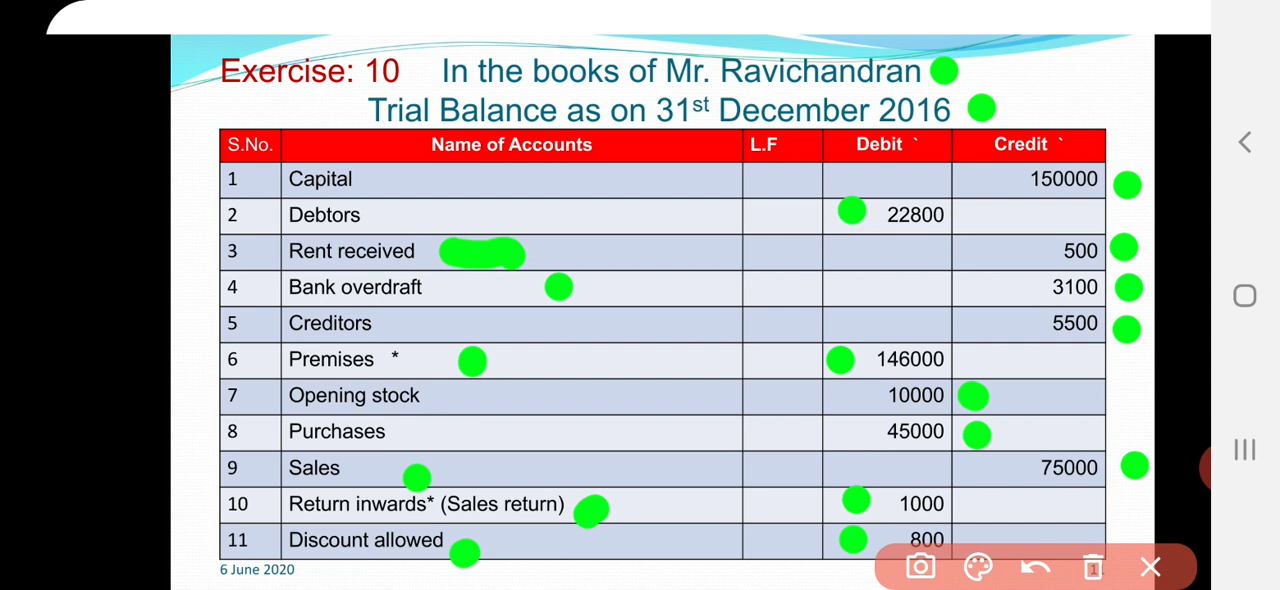 Exercise: 10 In the books of Mr. Ravichandran
Trial Balance as on 31st December 2016
S.No. Name of Accounts L.F Debit ` Credit `
1 Capital 150000
2 Debtors 22800
3 Rent received 500
4 Bank overdraft 3100
5 Creditors 5500
6 Premises * 146000
7 Opening stock 10000
8 Purchases 45000
9 Sales 75000
10 Return inwards* (Sales return) 1000
11 Discount allowed 800
6 June 2020